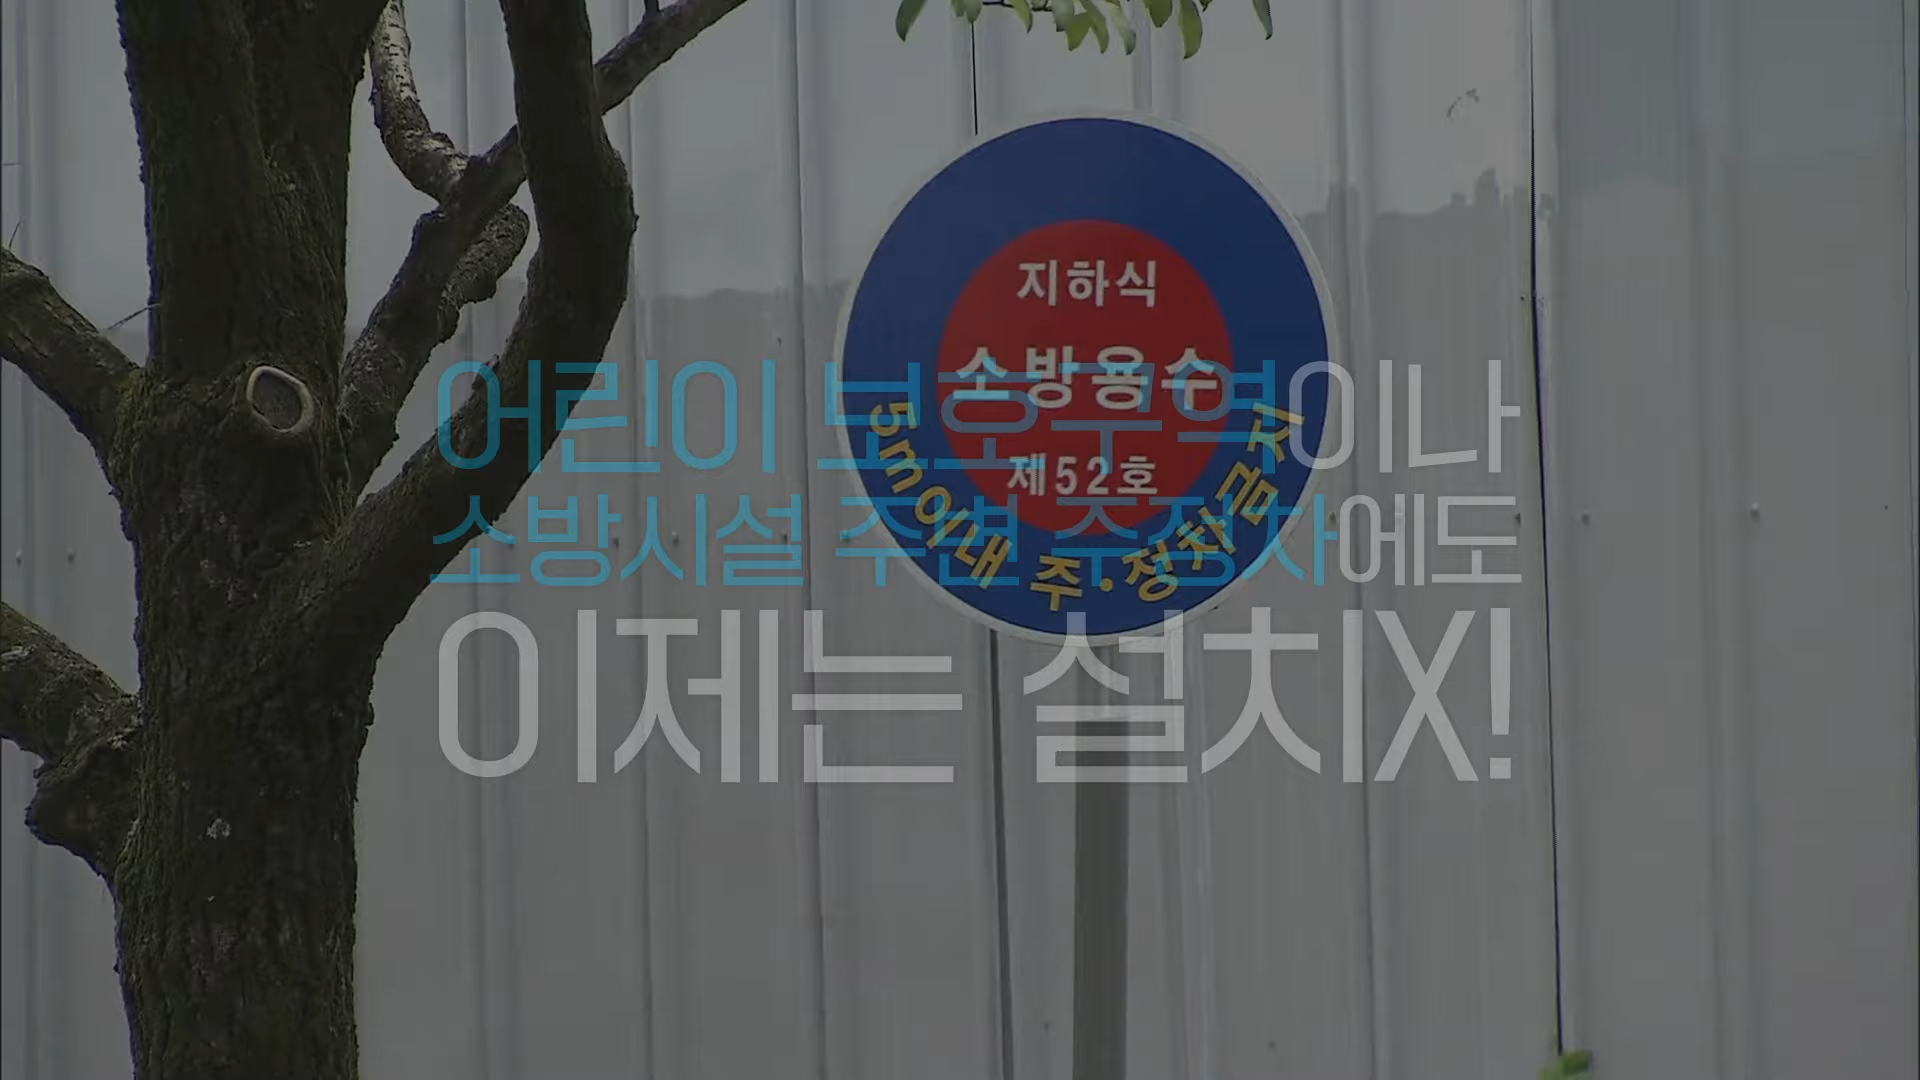 지하식
소방용수
제52호
5m이내 주·정차금지
어린이 보호구역이나
소방시설 주변 주정차에도
이제는 설치X!